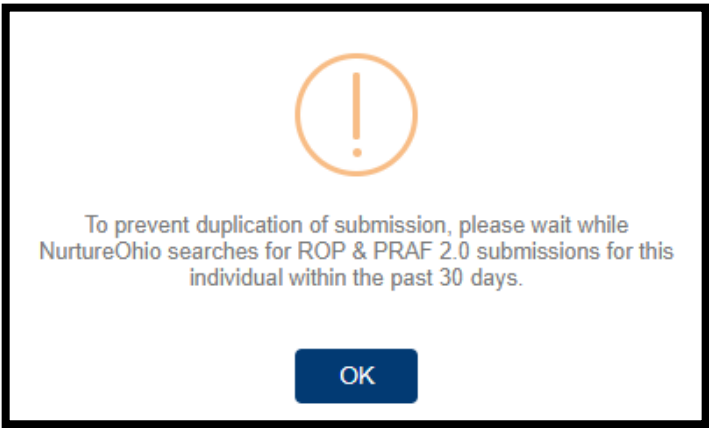 To prevent duplication of submission, please wait while
NurtureOhio searches for ROP & PRAF 2.0 submissions for this
individual within the past 30 days.
OK